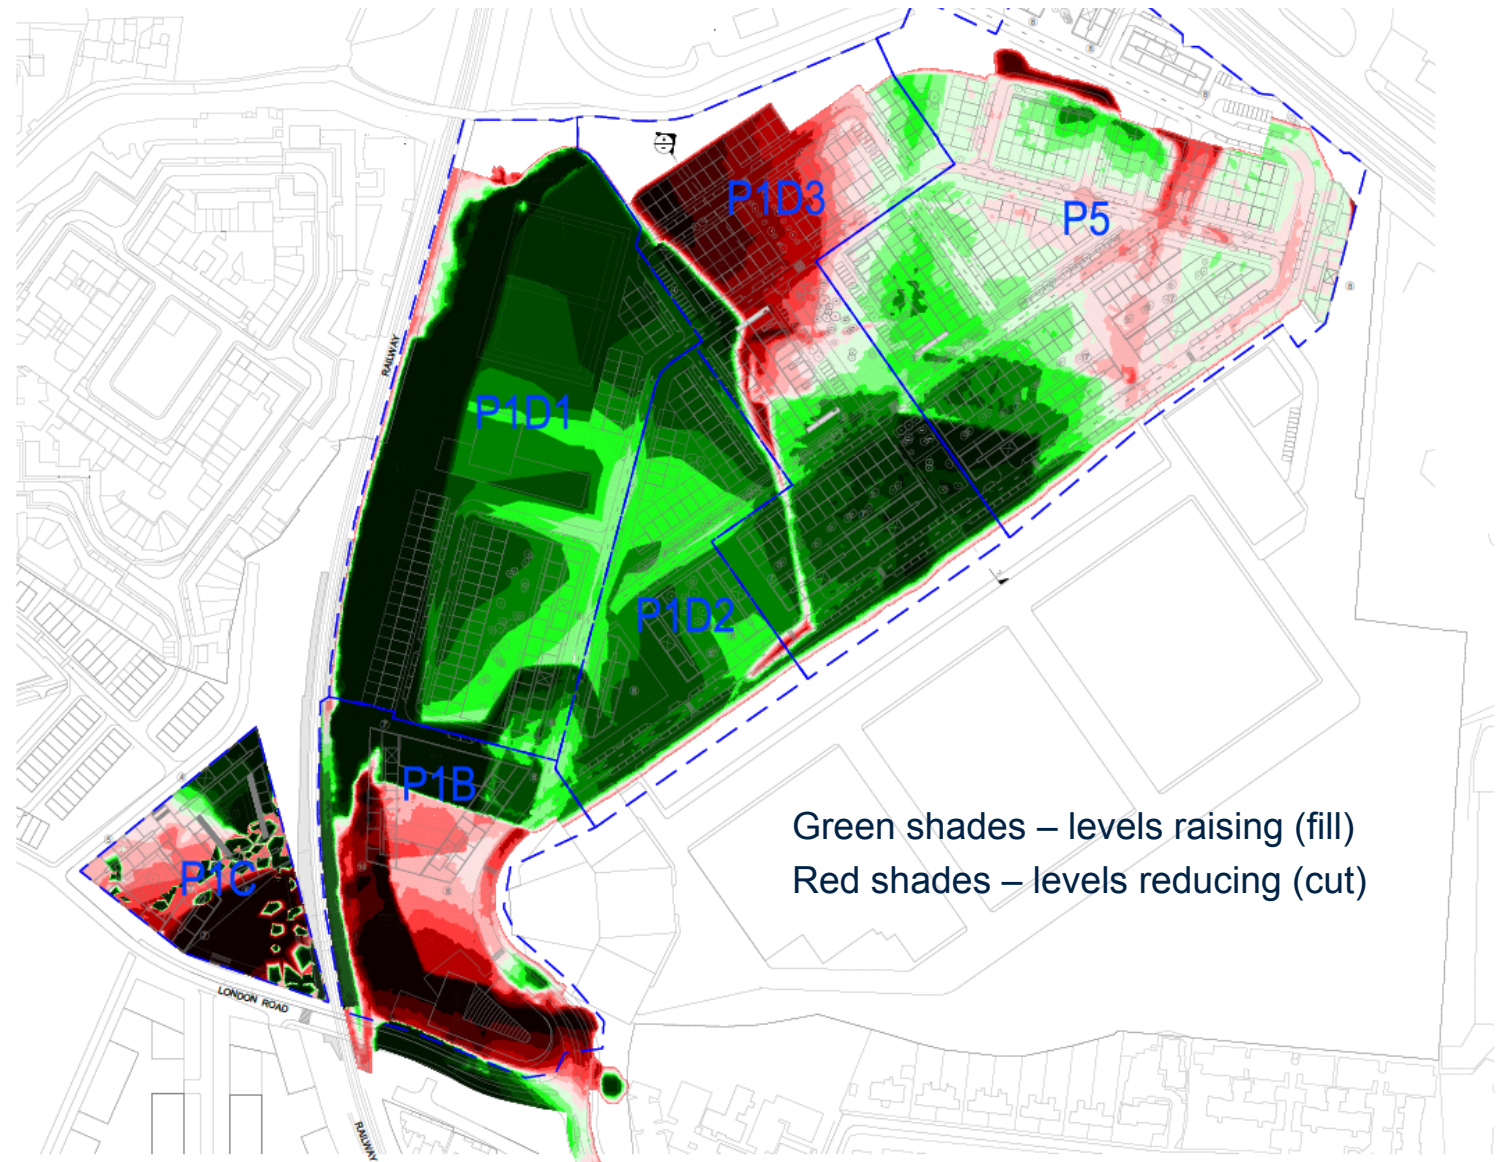 P1D3
P5
RAILWAY
P1D1
P1D2
P1B
Green shades – levels raising (fill)
Red shades – levels reducing (cut)
P1C
LONDON ROAD
RAILWAY